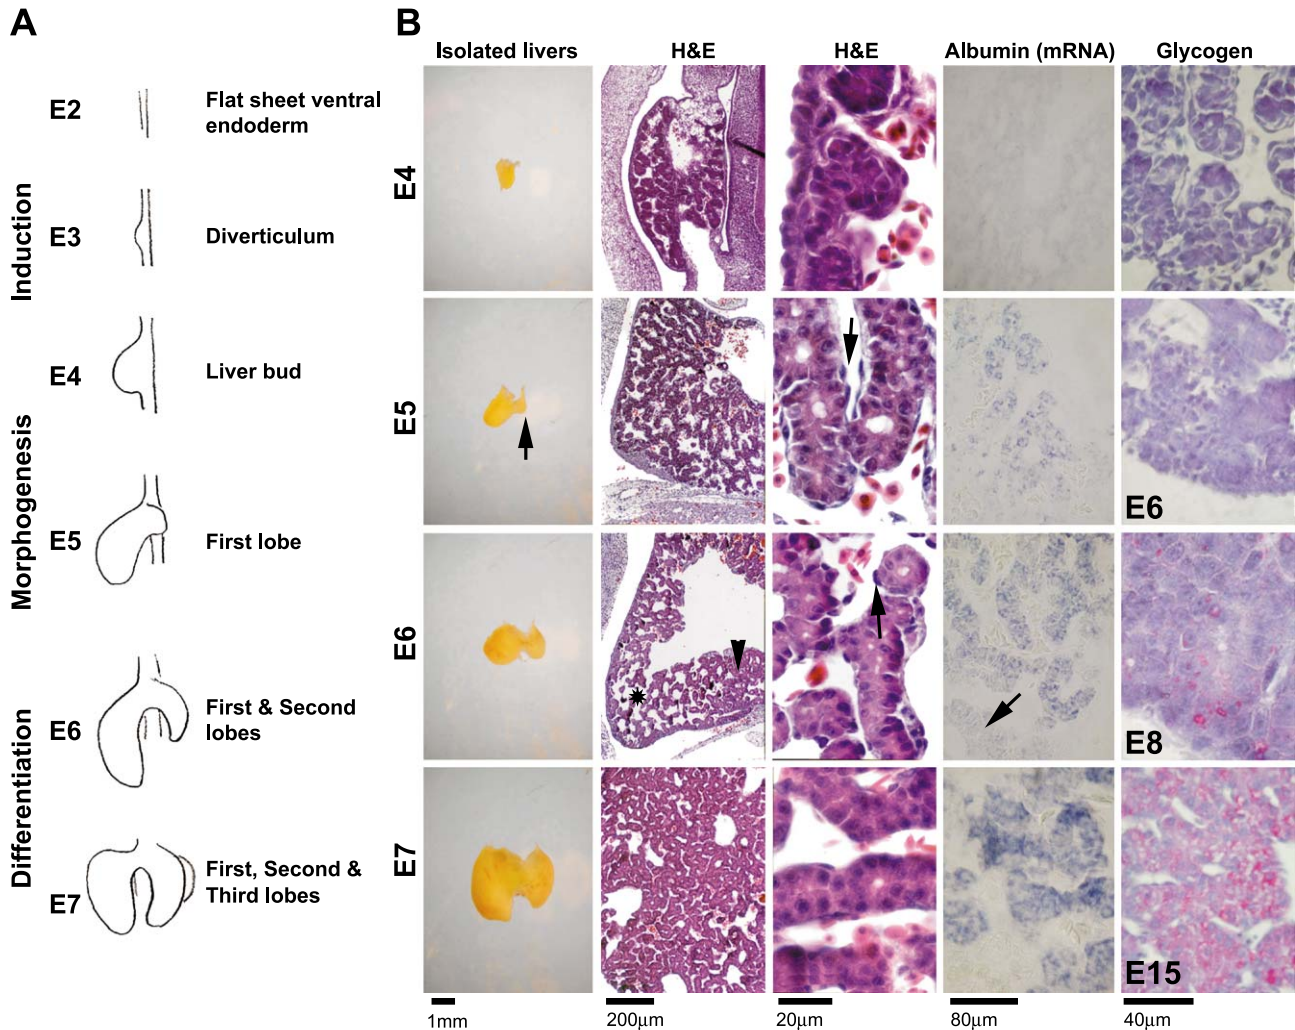 A
E2
Flat sheet ventral
endoderm
Induction
E3
Diverticulum
E4
Liver bud
Morphogenesis
E5
First lobe
E6
First & Second
lobes
Differentiation
E7
First, Second &
Third lobes
B
Isolated livers
H&E
H&E
Albumin (mRNA)
Glycogen
E4
E5
E6
E6
E8
E7
E15
1mm
200μm
20μm
80μm
40μm